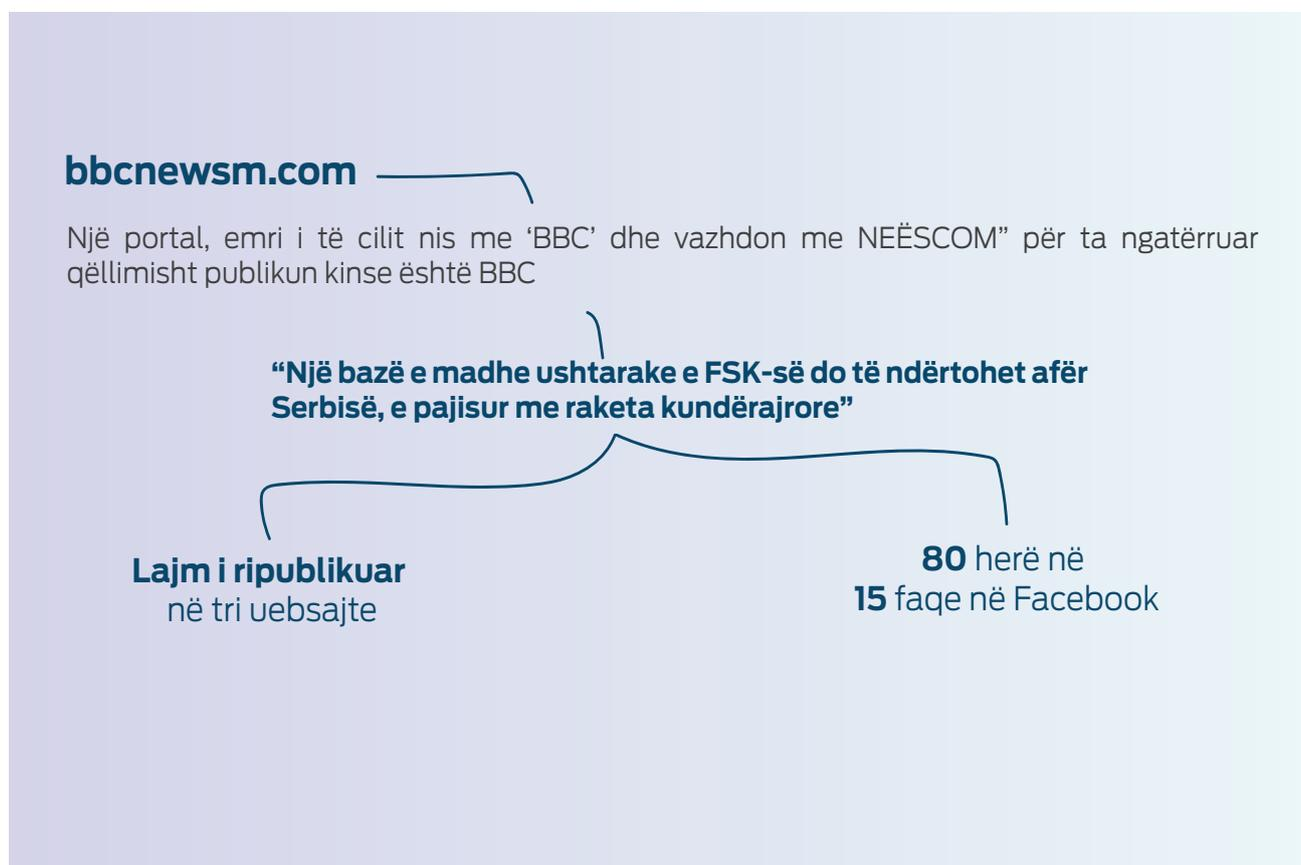 bbcnewsm.com
Një portal, emri i të cilit nis me ‘BBC’ dhe vazhdon me NEËSCOM” për ta ngatërruar
qëllimisht publikun kinse është BBC
“Një bazë e madhe ushtarake e FSK-së do të ndërtohet afër
Serbisë, e pajisur me raketa kundërajrore”
Lajm i ripublikuar
në tri uebsajte
80 herë në
15 faqe në Facebook